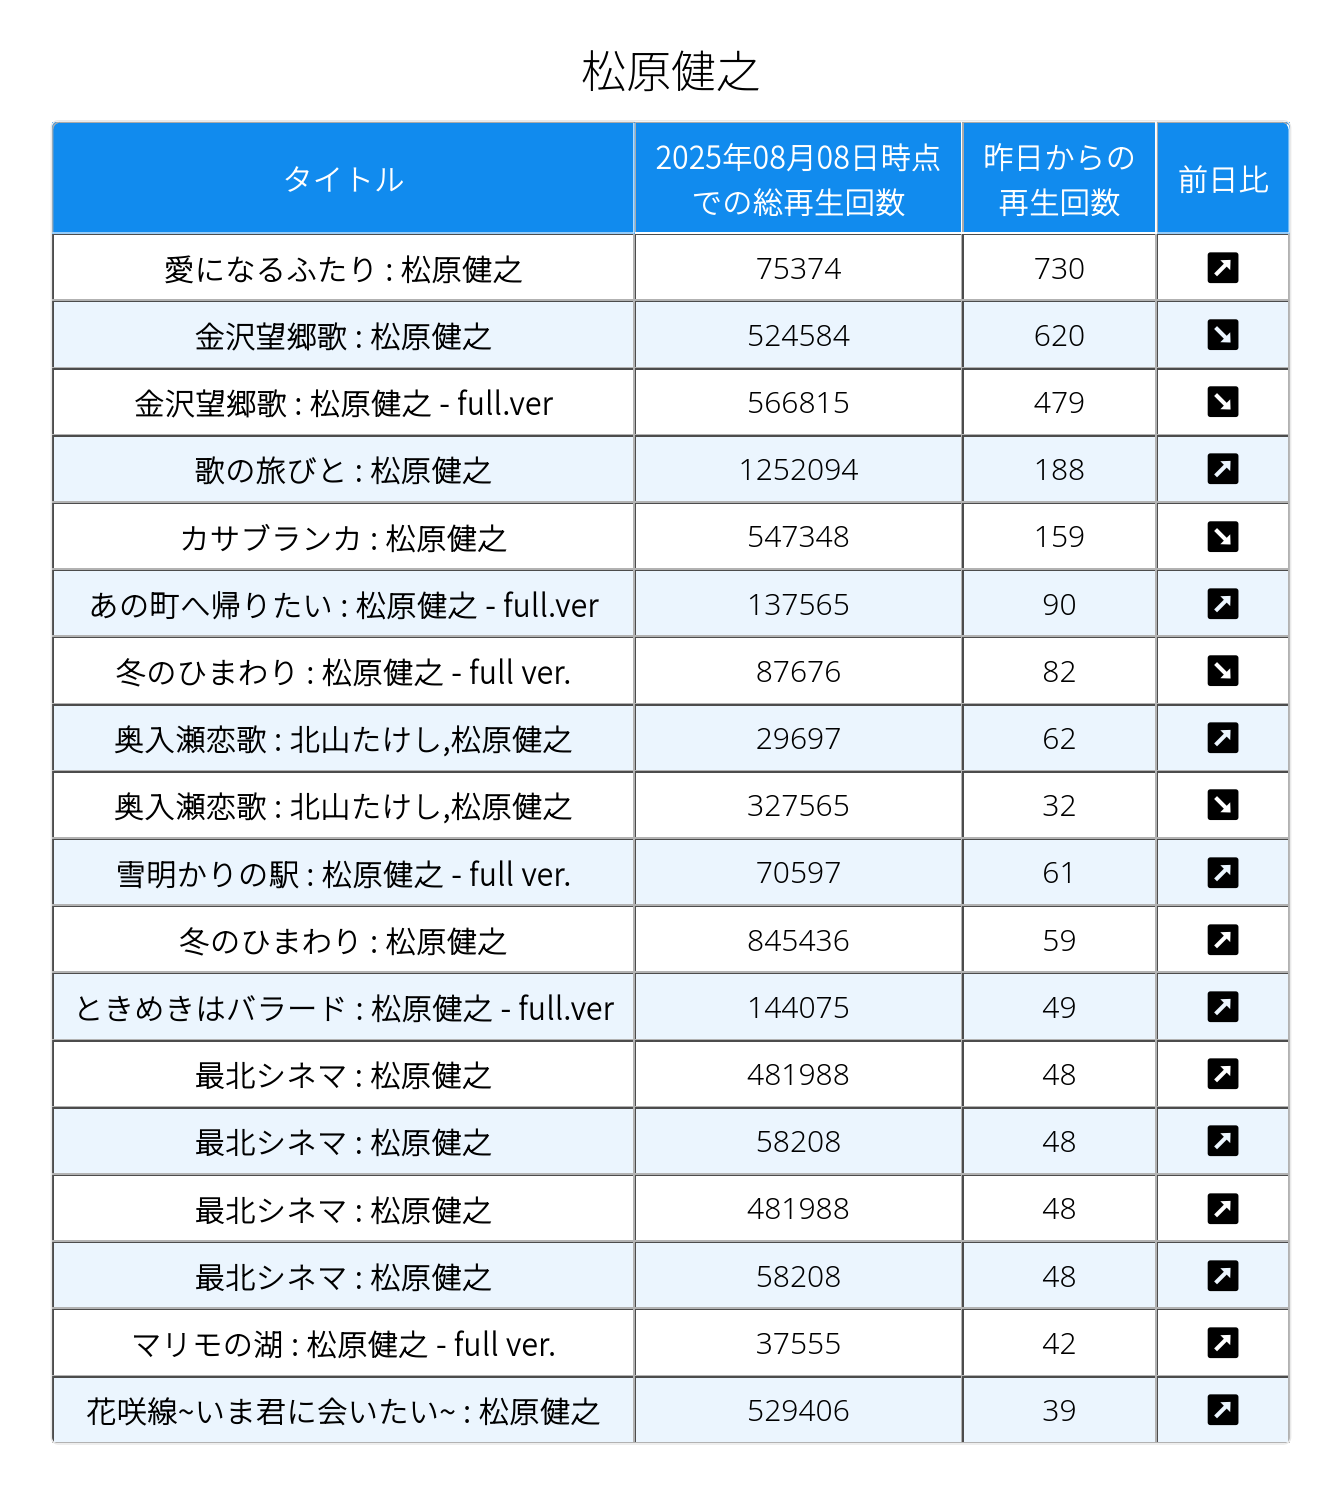 松原健之
タイトル
2025年08月08日時点
での総再生回数
昨日からの
再生回数
前日比
愛になるふたり : 松原健之 75374 730 ↗
金沢望郷歌 : 松原健之 524584 620 ↘
金沢望郷歌 : 松原健之 - full.ver 566815 479 ↘
歌の旅びと : 松原健之 1252094 188 ↗
カサブランカ : 松原健之 547348 159 ↘
あの町へ帰りたい : 松原健之 - full.ver 137565 90 ↗
冬のひまわり : 松原健之 - full ver. 87676 82 ↘
奥入瀬恋歌 : 北山たけし,松原健之 29697 62 ↗
奥入瀬恋歌 : 北山たけし,松原健之 327565 32 ↘
雪明かりの駅 : 松原健之 - full ver. 70597 61 ↗
冬のひまわり : 松原健之 845436 59 ↗
ときめきはバラード : 松原健之 - full.ver 144075 49 ↗
最北シネマ : 松原健之 481988 48 ↗
最北シネマ : 松原健之 58208 48 ↗
最北シネマ : 松原健之 481988 48 ↗
最北シネマ : 松原健之 58208 48 ↗
マリモの湖 : 松原健之 - full ver. 37555 42 ↗
花咲線~いま君に会いたい~ : 松原健之 529406 39 ↗